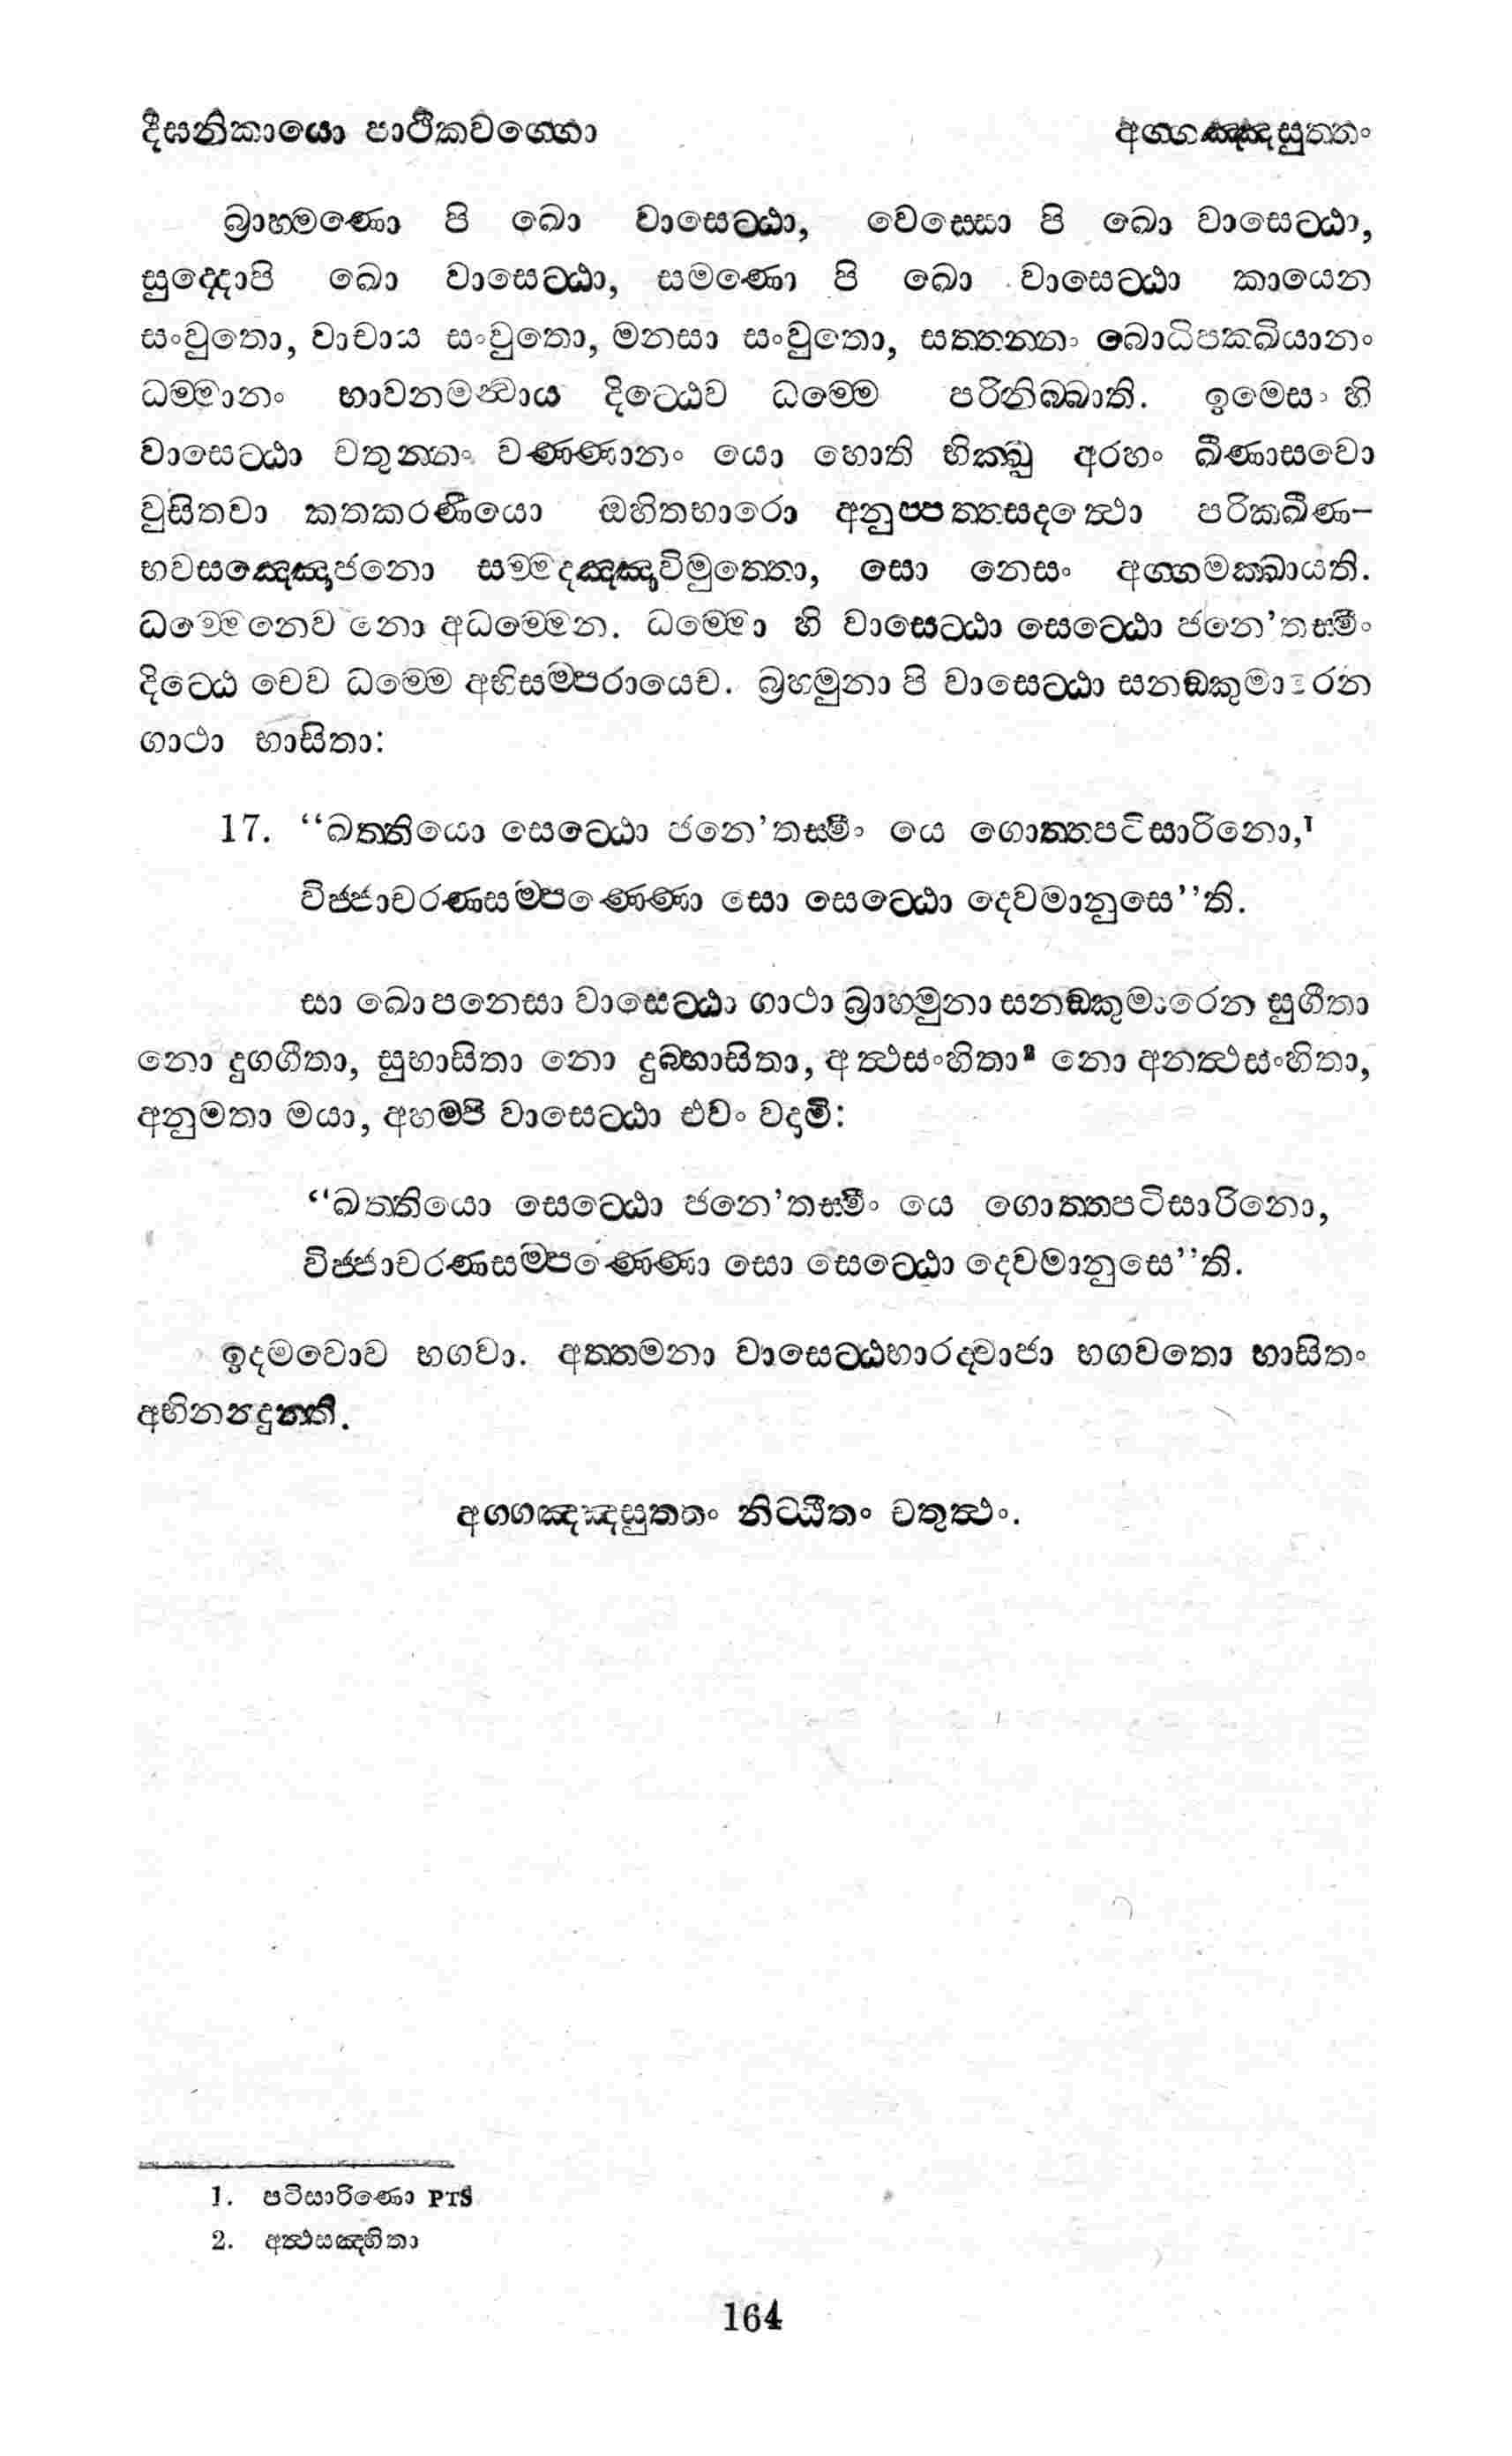 දීඝනිකායො පාථිකවග්ගො අග්ගඤ්ඤසුත්තං
බ්‍රාහ්මණො පි ඛො වාසෙට්ඨා, වෙස්සො පි ඛො වාසෙට්ඨා,
සුද්දොපි ඛො වාසෙට්ඨා, සමණො පි ඛො වාසෙට්ඨා කායෙන
සංවුතො, වාචාය සංවුතො, මනසා සංවුතො, සත්තන්නං බොධිපක්ඛියානං
ධම්මානං භාවනමන්වාය දිට්ඨෙව ධම්මෙ පරිනිබ්බාති. ඉමෙසං හි
වාසෙට්ඨා චතුන්නං වණ්ණානං යො හොති භික්ඛු අරහං ඛීණාසවො
වුසිතවා කතකරණීයො ඔහිතභාරො අනුප්පත්තසදත්ථො පරික්ඛීණ-
භවසඤ්ඤොජනො සම්මදඤ්ඤාවිමුත්තො, සො නෙසං අග්ගමක්ඛායති.
ධම්මෙනෙව නො අධම්මෙන. ධම්මො හි වාසෙට්ඨා සෙට්ඨො ජනෙ'තස්මිං
දිට්ඨෙ චෙව ධම්මෙ අභිසම්පරායෙච. බ්‍රහ්මුනා පි වාසෙට්ඨා සනඞ්කුමාරෙන
ගාථා භාසිතා:
17. “ඛත්තියො සෙට්ඨො ජනෙ'තස්මිං යෙ ගොත්තපටිසාරිනො,¹
විජ්ජාචරණසම්පණ්ණො සො සෙට්ඨො දෙවමානුසෙ”ති.
සා ඛොපනෙසා වාසෙට්ඨා ගාථා බ්‍රාහ්මුනා සනඞ්කුමාරෙන සුගීතා
නො දුග්ගීතා, සුභාසිතා නො දුබ්භාසිතා, අත්ථසංහිතා² නො අනත්ථසංහිතා,
අනුමතා මයා, අහම්පි වාසෙට්ඨා එවං වදාමි:
“ඛත්තියො සෙට්ඨො ජනෙ'තස්මිං යෙ ගොත්තපටිසාරිනො,
විජ්ජාචරණසම්පණ්ණො සො සෙට්ඨො දෙවමානුසෙ”ති.
ඉදමවොව භගවා. අත්තමනා වාසෙට්ඨභාරද්වාජා භගවතො භාසිතං
අභිනන්දුන්ති.
අග්ගඤ්ඤසුත්තං නිට්ඨිතං චතුත්ථං.
1. පටිසාරිණො PTS
2. අත්ථසඤ්හිතා
164